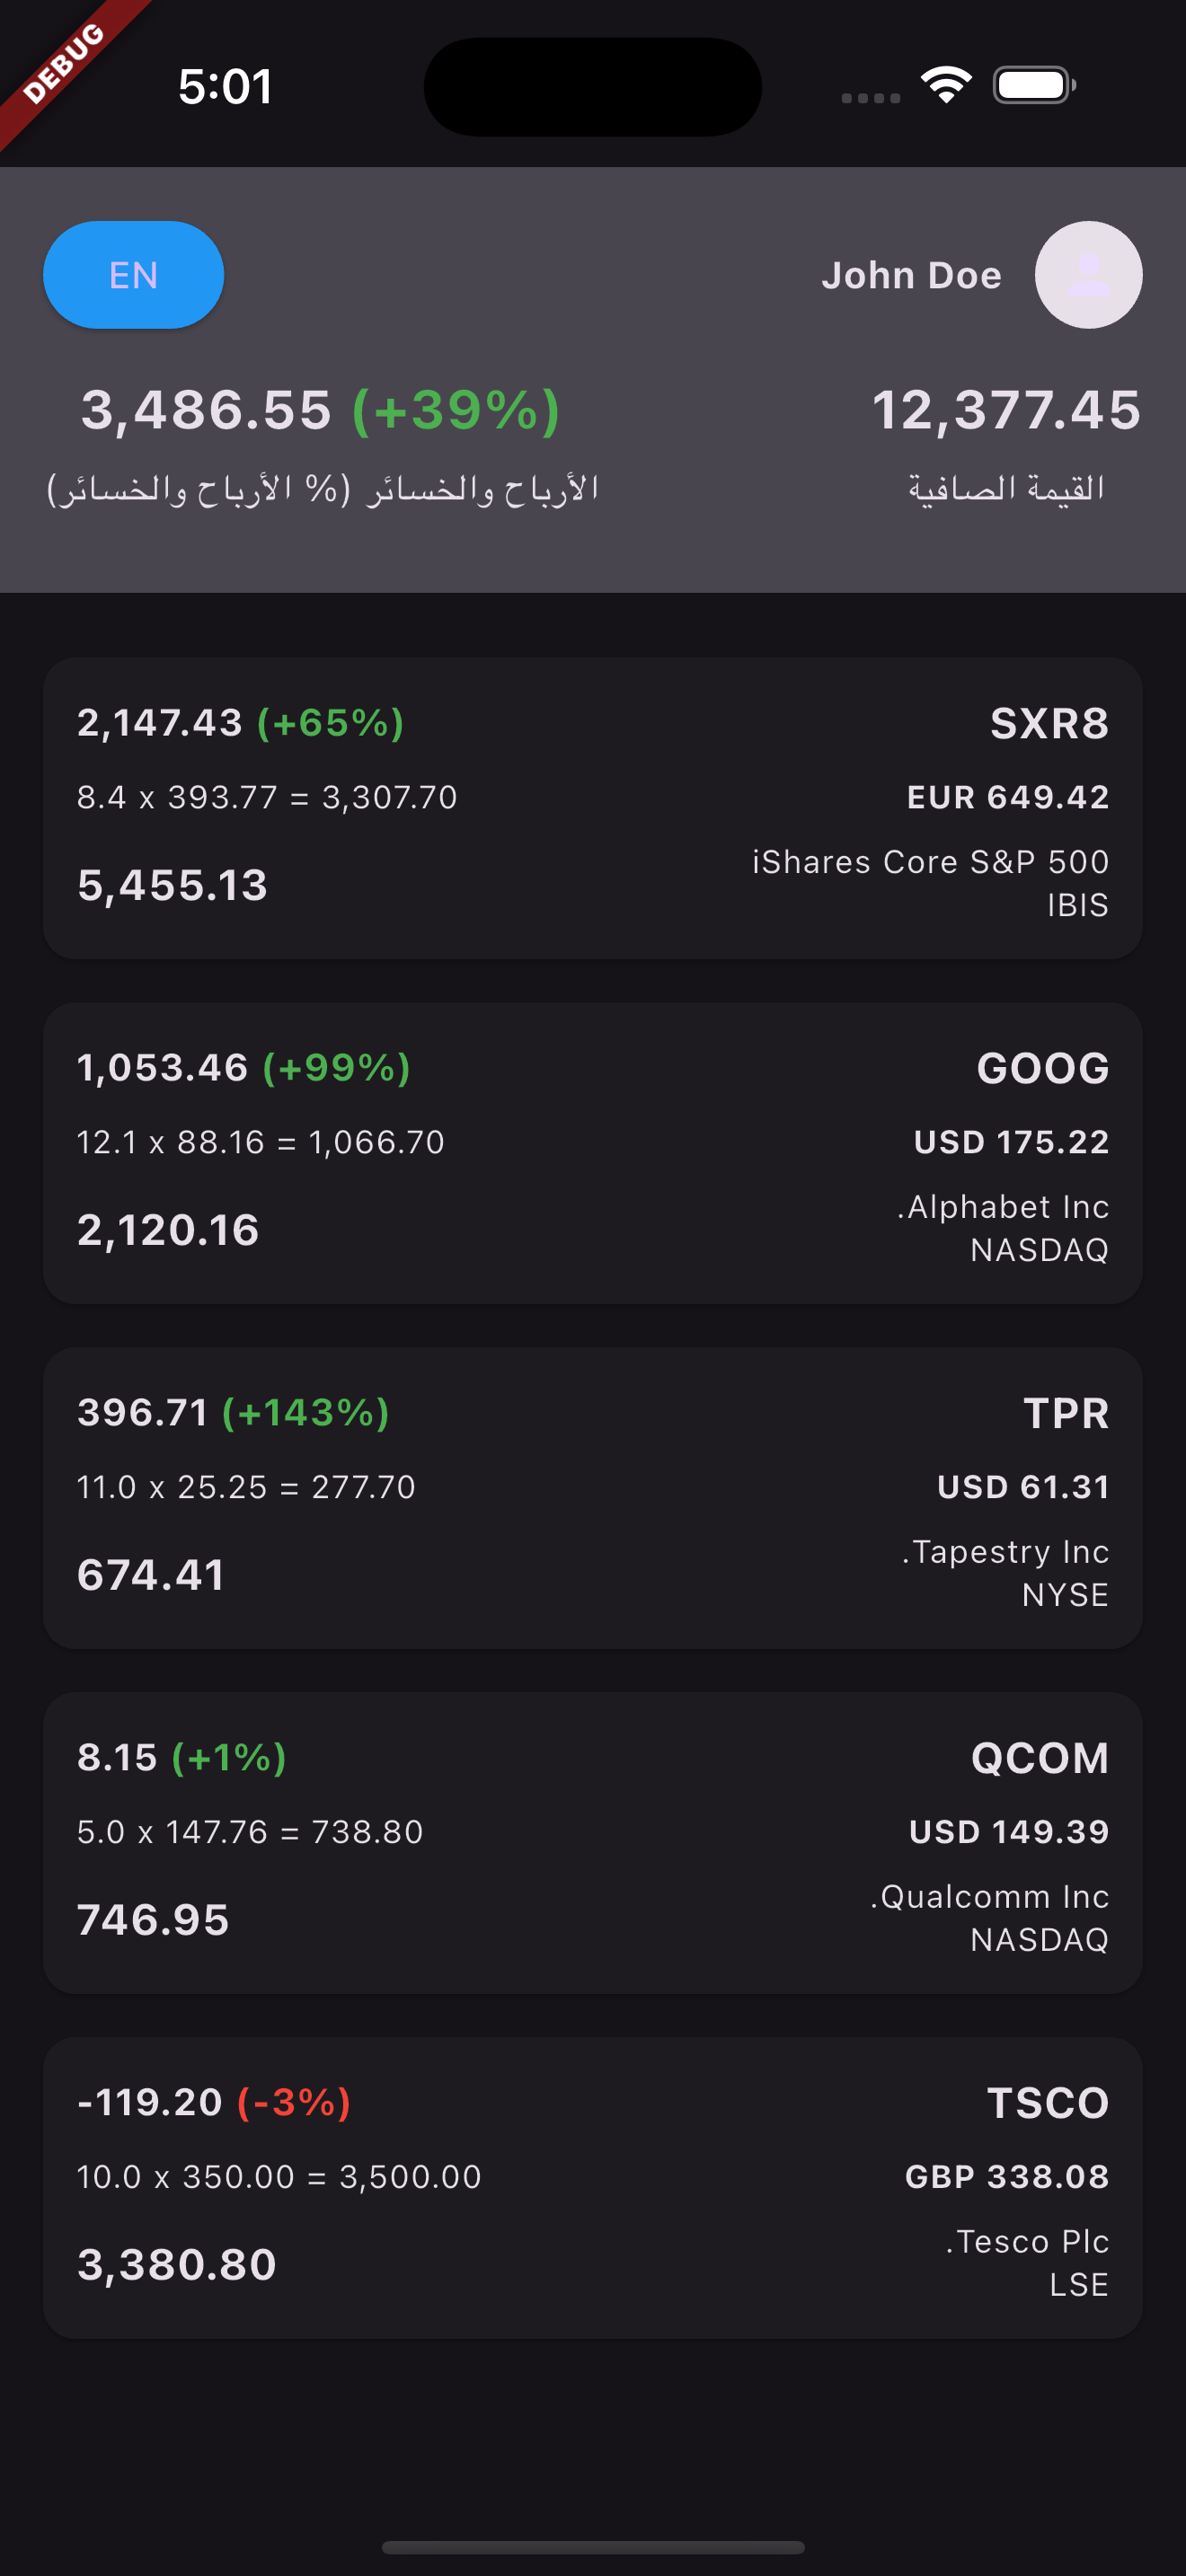 DEBUG
5:01
EN
John Doe
3,486.55 (+39%)
12,377.45
الأرباح والخسائر (% الأرباح والخسائر)
القيمة الصافية
2,147.43 (+65%)
SXR8
8.4 x 393.77 = 3,307.70
EUR 649.42
5,455.13
iShares Core S&P 500
IBIS
1,053.46 (+99%)
GOOG
12.1 x 88.16 = 1,066.70
USD 175.22
2,120.16
.Alphabet Inc
NASDAQ
396.71 (+143%)
TPR
11.0 x 25.25 = 277.70
USD 61.31
674.41
.Tapestry Inc
NYSE
8.15 (+1%)
QCOM
5.0 x 147.76 = 738.80
USD 149.39
746.95
.Qualcomm Inc
NASDAQ
-119.20 (-3%)
TSCO
10.0 x 350.00 = 3,500.00
GBP 338.08
3,380.80
.Tesco Plc
LSE